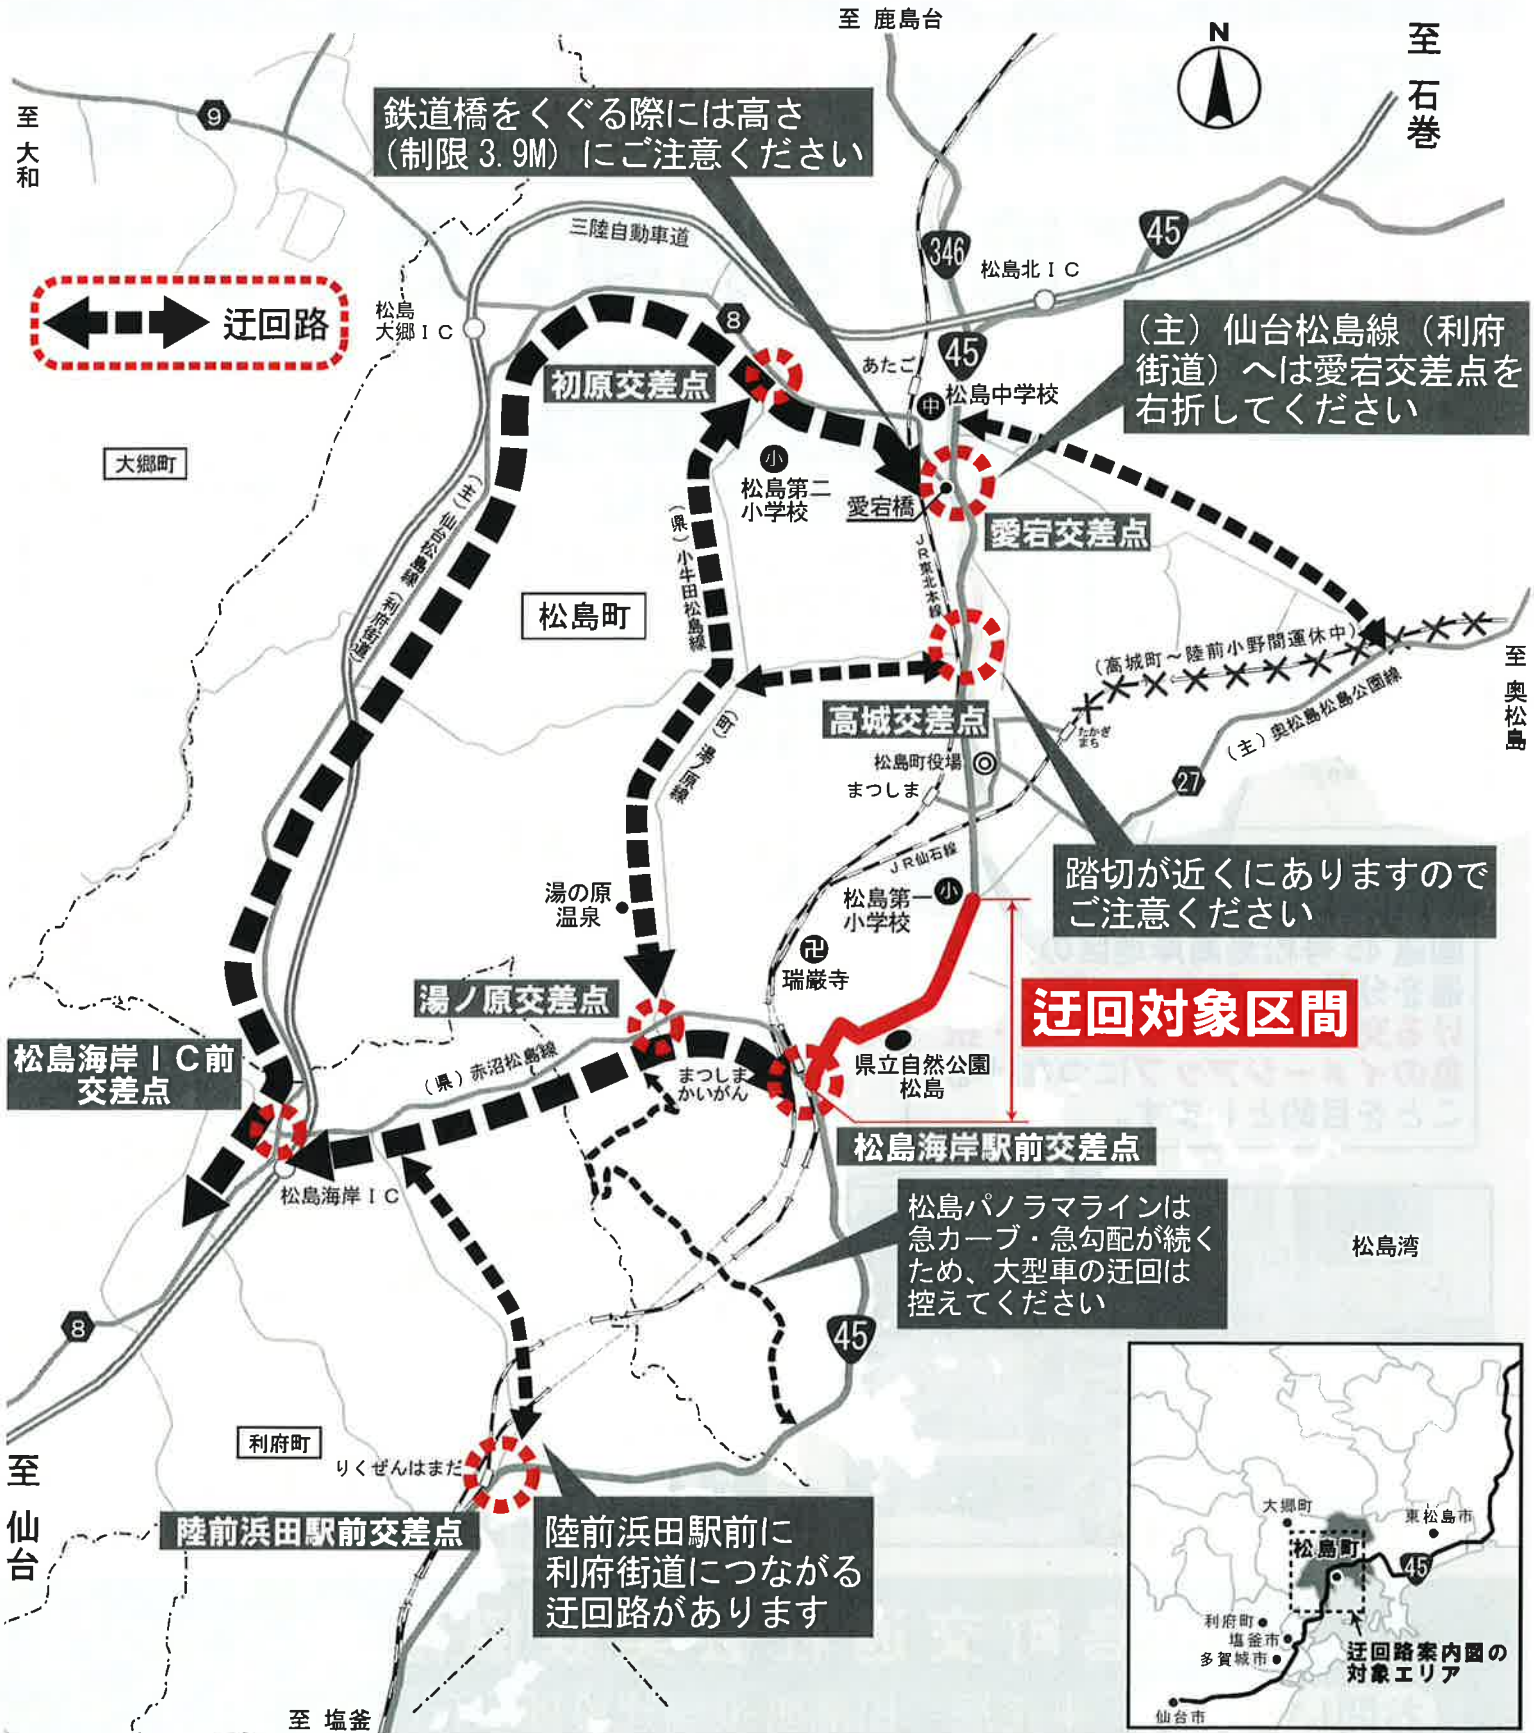 至 鹿島台
N
至 石巻
至 大和
9
鉄道橋をくぐる際には高さ
(制限3.9M)にご注意ください
三陸自動車道
346
45
松島北IC
迂回路
松島
大郷IC
8
45
(主)仙台松島線(利府
街道)へは愛宕交差点を
右折してください
あたご
初原交差点
中
松島中学校
大郷町
小
松島第二
小学校
愛宕橋
愛宕交差点
(主)仙台松島線(利府街道)
(県)小牛田松島線
JR東北本線
松島町
(高城町~陸前小野間運休中)
至 奥松島
高城交差点
(町)湯ノ原線
たかぎ
まち
(主)奥松島松島公園線
松島町役場
まつしま
27
JR仙石線
踏切が近くにありますので
ご注意ください
湯の原
温泉
松島第一
小学校
小
卍
瑞巌寺
湯ノ原交差点
迂回対象区間
松島海岸IC前
交差点
(県)赤沼松島線
まつしま
かいがん
県立自然公園
松島
松島海岸駅前交差点
松島海岸IC
松島パノラマラインは
急カーブ・急勾配が続く
ため、大型車の迂回は
控えてください
松島湾
8
45
利府町
りくぜんはまだ
至 仙台
陸前浜田駅前交差点
陸前浜田駅前に
利府街道につながる
迂回路があります
至 塩釜
大郷町
東松島市
松島町
45
利府町
塩釜市
多賀城市
迂回路案内図の
対象エリア
仙台市